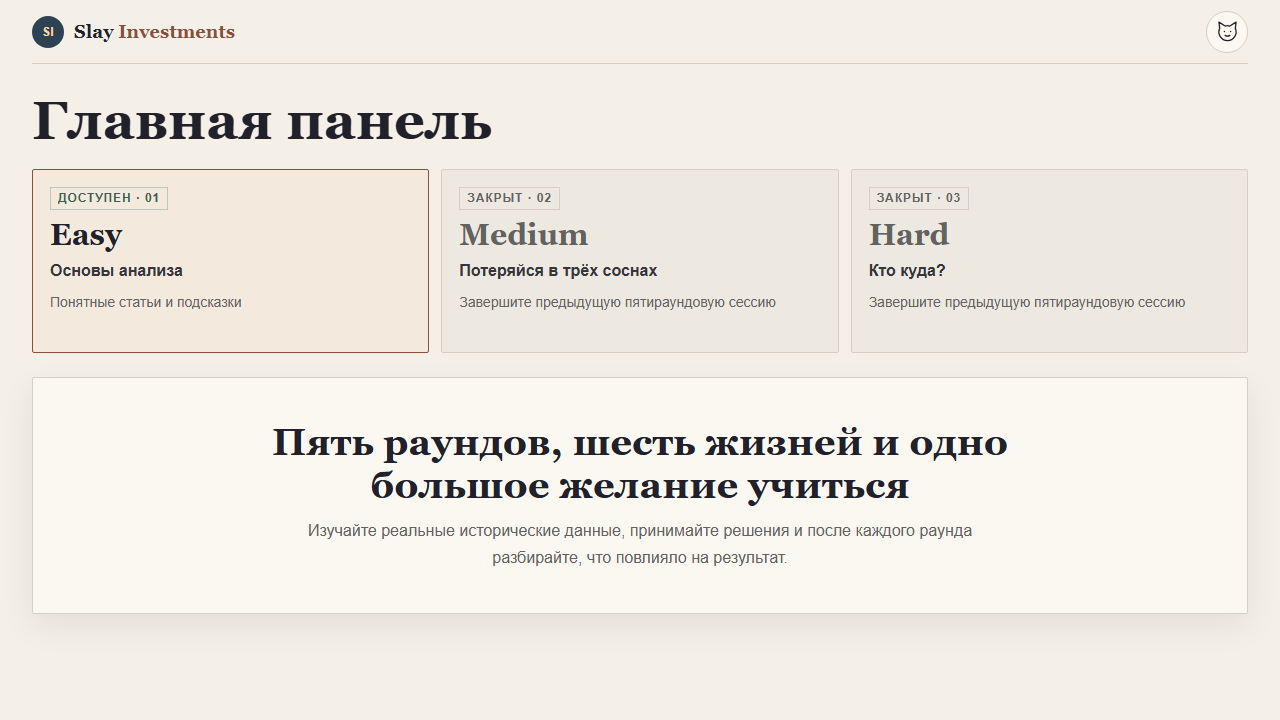 SI
Slay Investments
Главная панель
ДОСТУПЕН · 01
Easy
Основы анализа
Понятные статьи и подсказки
ЗАКРЫТ · 02
Medium
Потеряйся в трёх соснах
Завершите предыдущую пятираундовую сессию
ЗАКРЫТ · 03
Hard
Кто куда?
Завершите предыдущую пятираундовую сессию
Пять раундов, шесть жизней и одно
большое желание учиться
Изучайте реальные исторические данные, принимайте решения и после каждого раунда
разбирайте, что повлияло на результат.